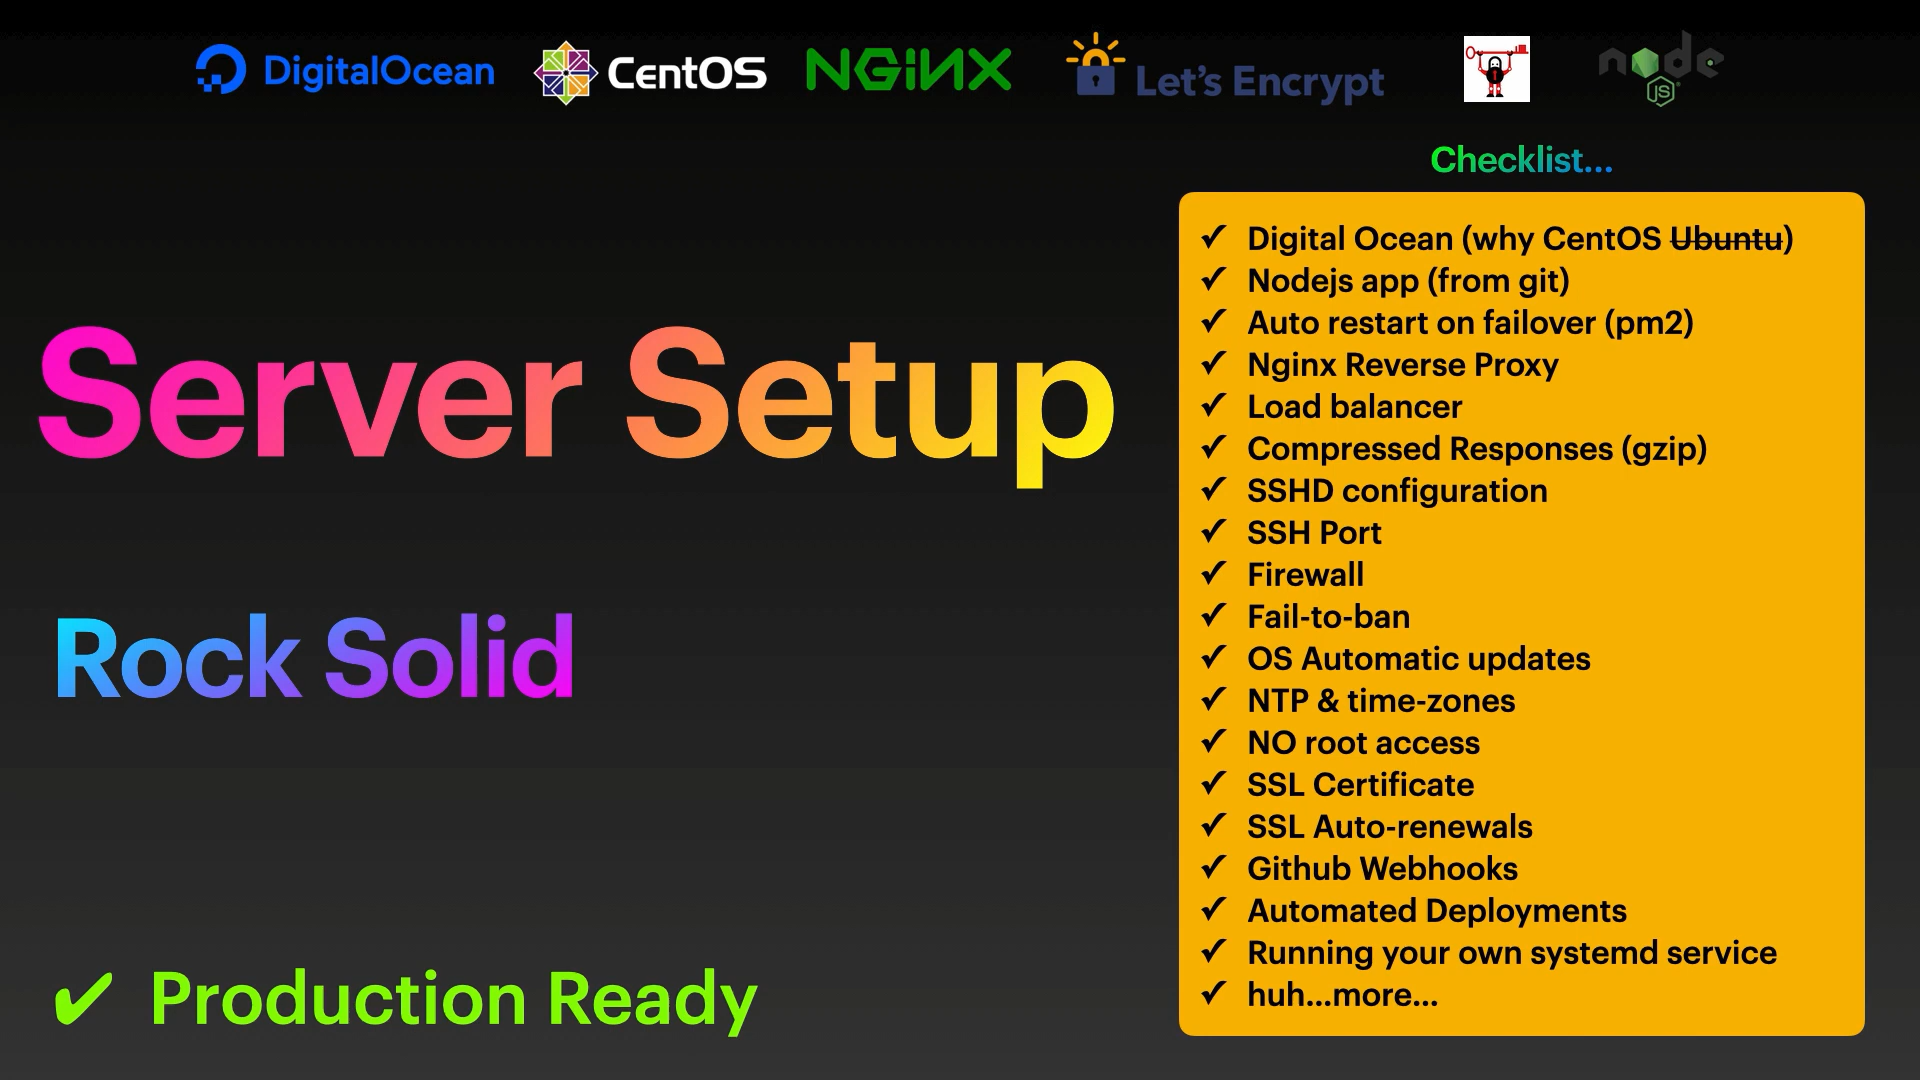 DigitalOcean CentOS NGINX Let's Encrypt node JS
Checklist...
Server Setup
Rock Solid
✔ Production Ready
✓ Digital Ocean (why CentOS Ubuntu)
✓ Nodejs app (from git)
✓ Auto restart on failover (pm2)
✓ Nginx Reverse Proxy
✓ Load balancer
✓ Compressed Responses (gzip)
✓ SSHD configuration
✓ SSH Port
✓ Firewall
✓ Fail-to-ban
✓ OS Automatic updates
✓ NTP & time-zones
✓ NO root access
✓ SSL Certificate
✓ SSL Auto-renewals
✓ Github Webhooks
✓ Automated Deployments
✓ Running your own systemd service
✓ huh...more...